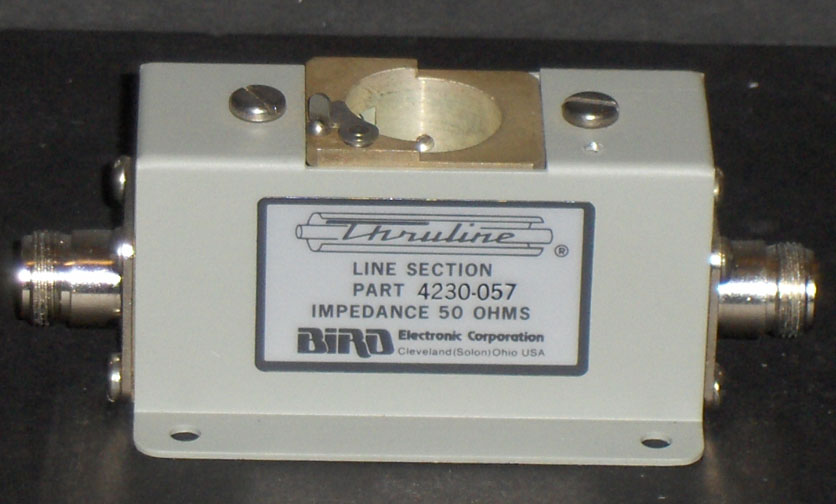 Thruline ®
LINE SECTION
PART 4230-057
IMPEDANCE 50 OHMS
BIRD Electronic Corporation
Cleveland(Solon)Ohio USA